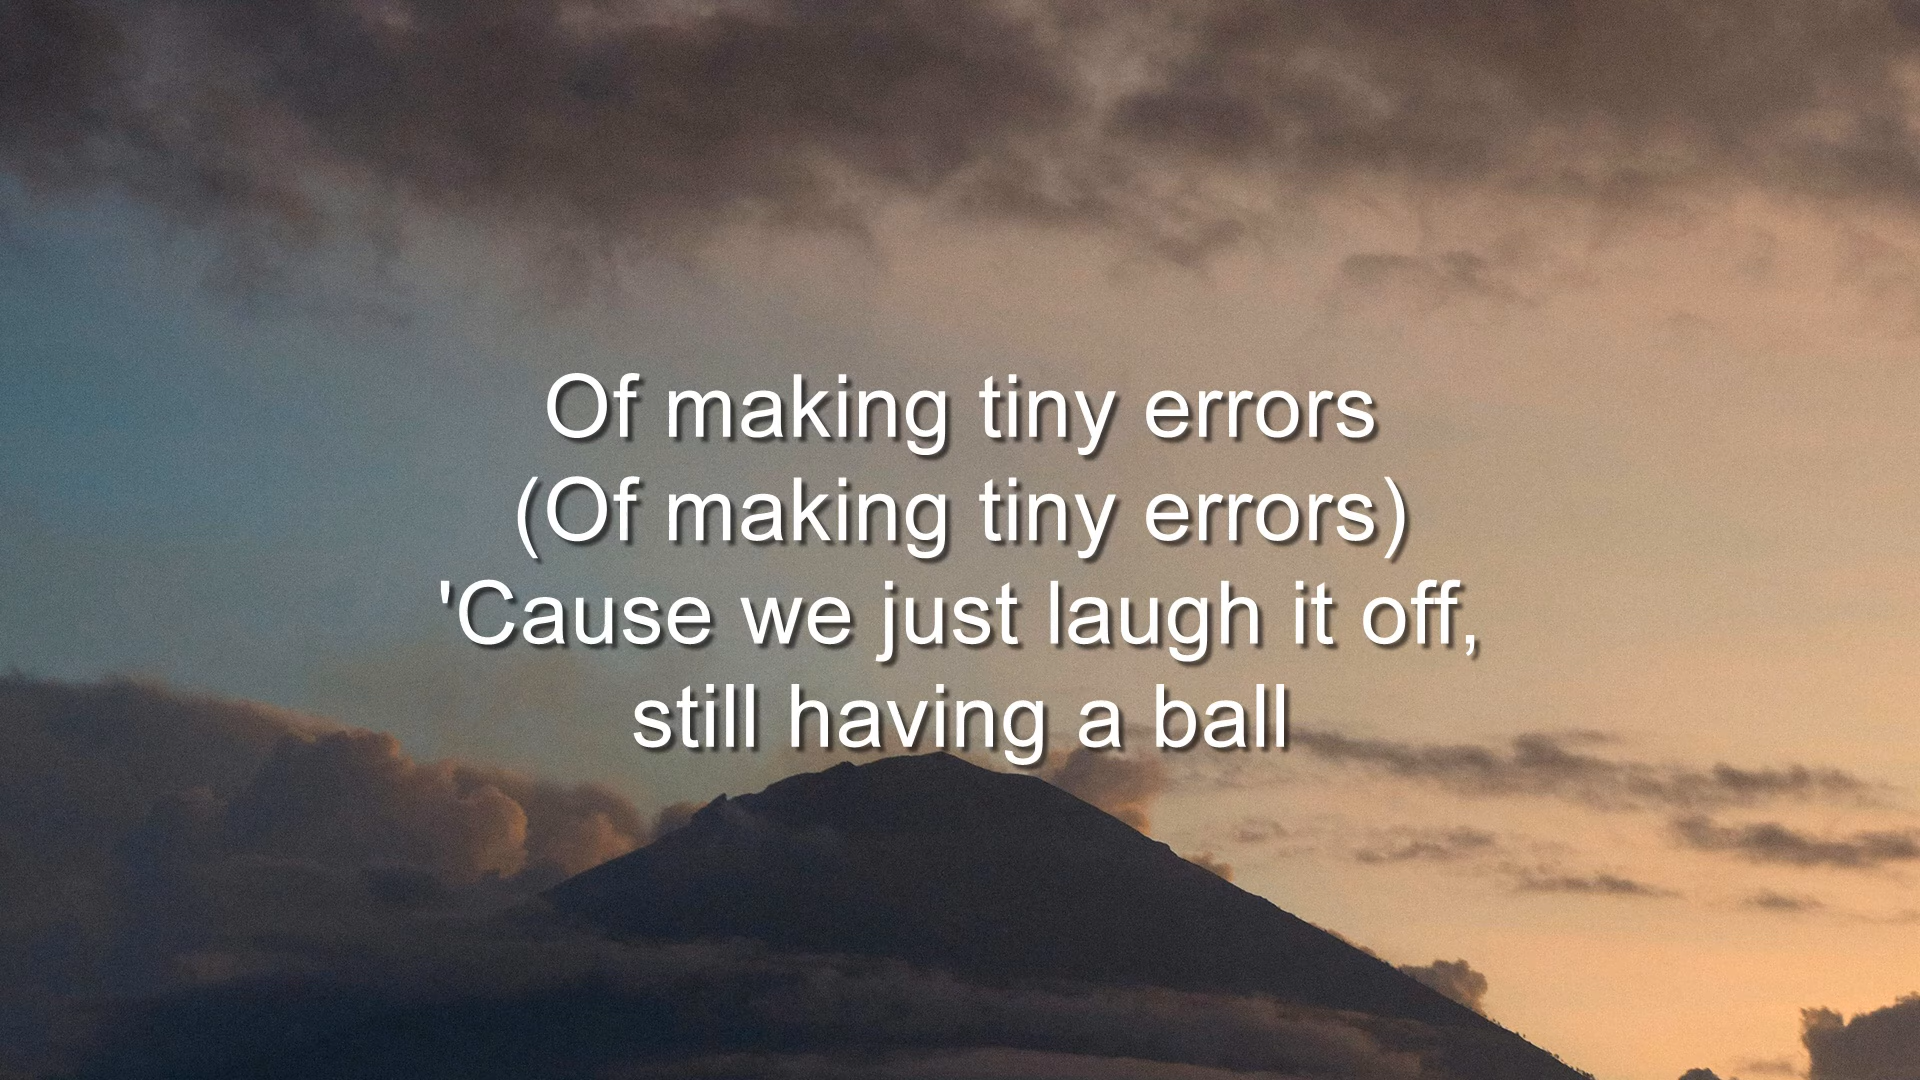 Of making tiny errors
(Of making tiny errors)
'Cause we just laugh it off,
still having a ball